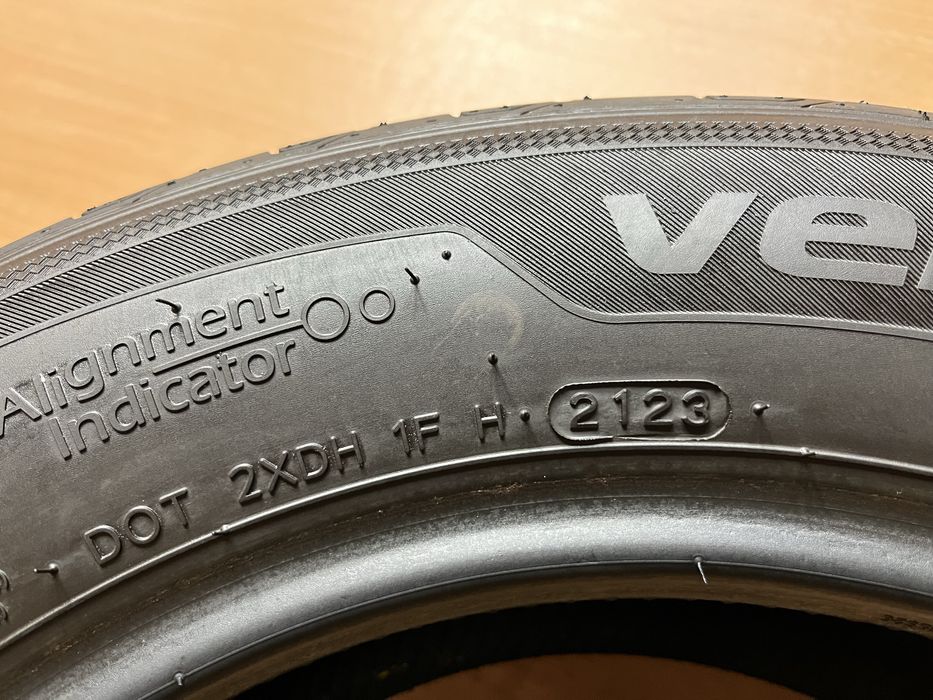 ve
Alignment
Indicator
DOT 2XDH 1F H 2123